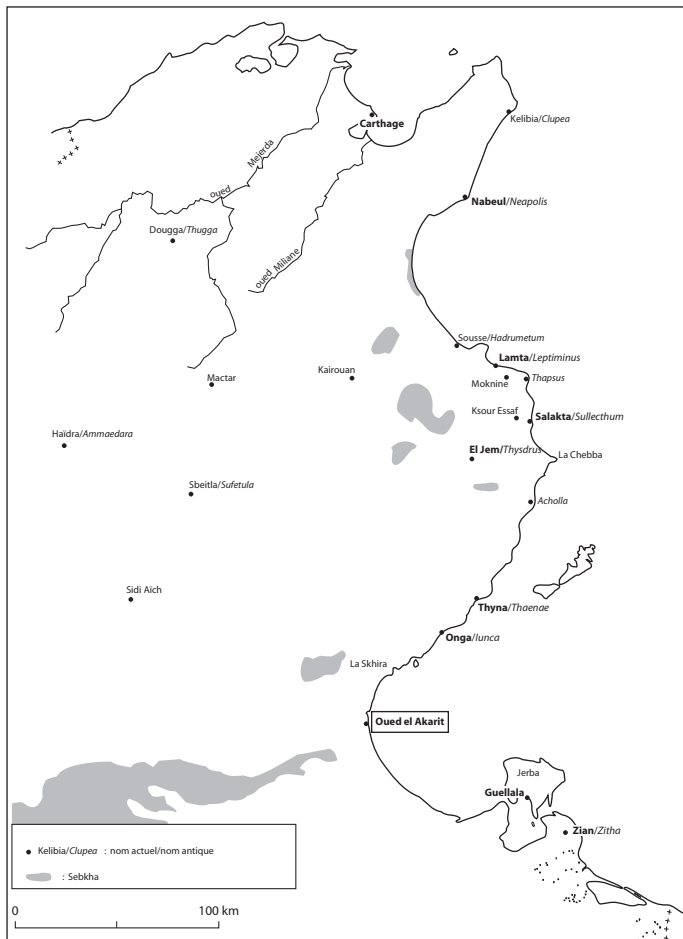 Carthage
Kelibia/Clupea
oued Mejerda
Nabeul/Neapolis
Dougga/Thugga
oued Miliane
Sousse/Hadrumetum
Lamta/Leptiminus
Kairouan
Mactar
Moknine
Thapsus
Ksour Essaf
Salakta/Sullecthum
Haïdra/Ammaedara
El Jem/Thysdrus
La Chebba
Sbeitla/Sufetula
Acholla
Sidi Aïch
Thyna/Thaenae
Onga/Iunca
La Skhira
Oued el Akarit
Jerba
Guellala
Zian/Zitha
Kelibia/Clupea : nom actuel/nom antique
: Sebkha
0 100 km